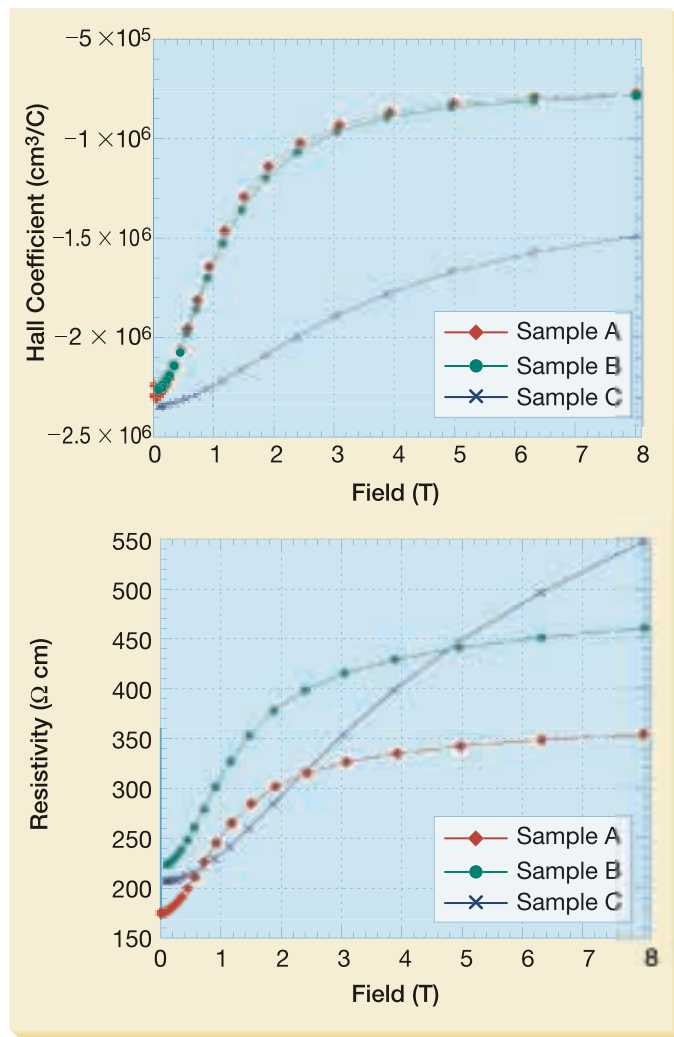 −5 ×10⁵
−1 ×10⁶
−1.5 × 10⁶
−2 × 10⁶
−2.5 × 10⁶
Hall Coefficient (cm³/C)
Sample A
Sample B
Sample C
0 1 2 3 4 5 6 7 8
Field (T)
550
500
450
400
350
300
250
200
150
Resistivity (Ω cm)
Sample A
Sample B
Sample C
0 1 2 3 4 5 6 7 8
Field (T)